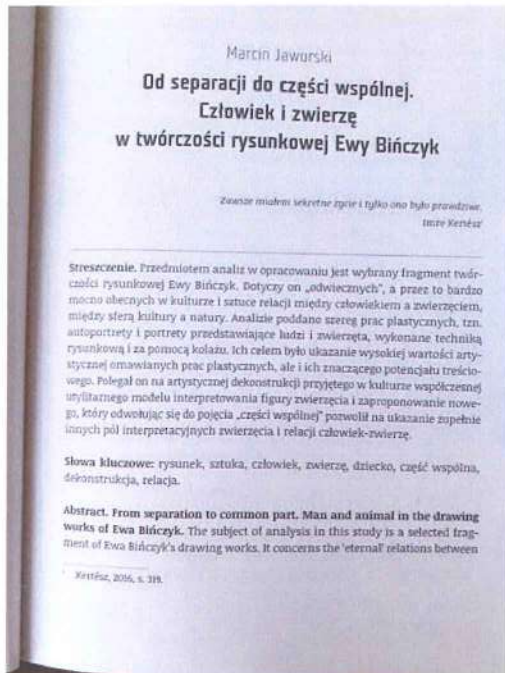 Marcin Jaworski
Od separacji do części wspólnej.
Człowiek i zwierzę
w twórczości rysunkowej Ewy Bińczyk
Zawsze miałem sekretne życie i tylko ono było prawdziwe.
Imre Kertész¹
Streszczenie. Przedmiotem analiz w opracowaniu jest wybrany fragment twór-
czości rysunkowej Ewy Bińczyk. Dotyczy on „odwiecznych”, a przez to bardzo
mocno obecnych w kulturze i sztuce relacji między człowiekiem a zwierzęciem,
między sferą kultury a natury. Analizie poddano szereg prac plastycznych, tzn.
autoportrety i portrety przedstawiające ludzi i zwierzęta, wykonane techniką
rysunkową i za pomocą kolażu. Ich celem było ukazanie wysokiej wartości arty-
stycznej omawianych prac plastycznych, ale i ich znaczącego potencjału treścio-
wego. Polegał on na artystycznej dekonstrukcji przyjętego w kulturze współczesnej
utylitarnego modelu interpretowania figury zwierzęcia i zaproponowanie nowe-
go, który odwołując się do pojęcia „części wspólnej” pozwolił na ukazanie zupełnie
innych pól interpretacyjnych zwierzęcia i relacji człowiek-zwierzę.
Słowa kluczowe: rysunek, sztuka, człowiek, zwierzę, dziecko, część wspólna,
dekonstrukcja, relacja.
Abstract. From separation to common part. Man and animal in the drawing
works of Ewa Bińczyk. The subject of analysis in this study is a selected frag-
ment of Ewa Bińczyk's drawing works. It concerns the 'eternal' relations between
¹ Kertész, 2016, s. 319.